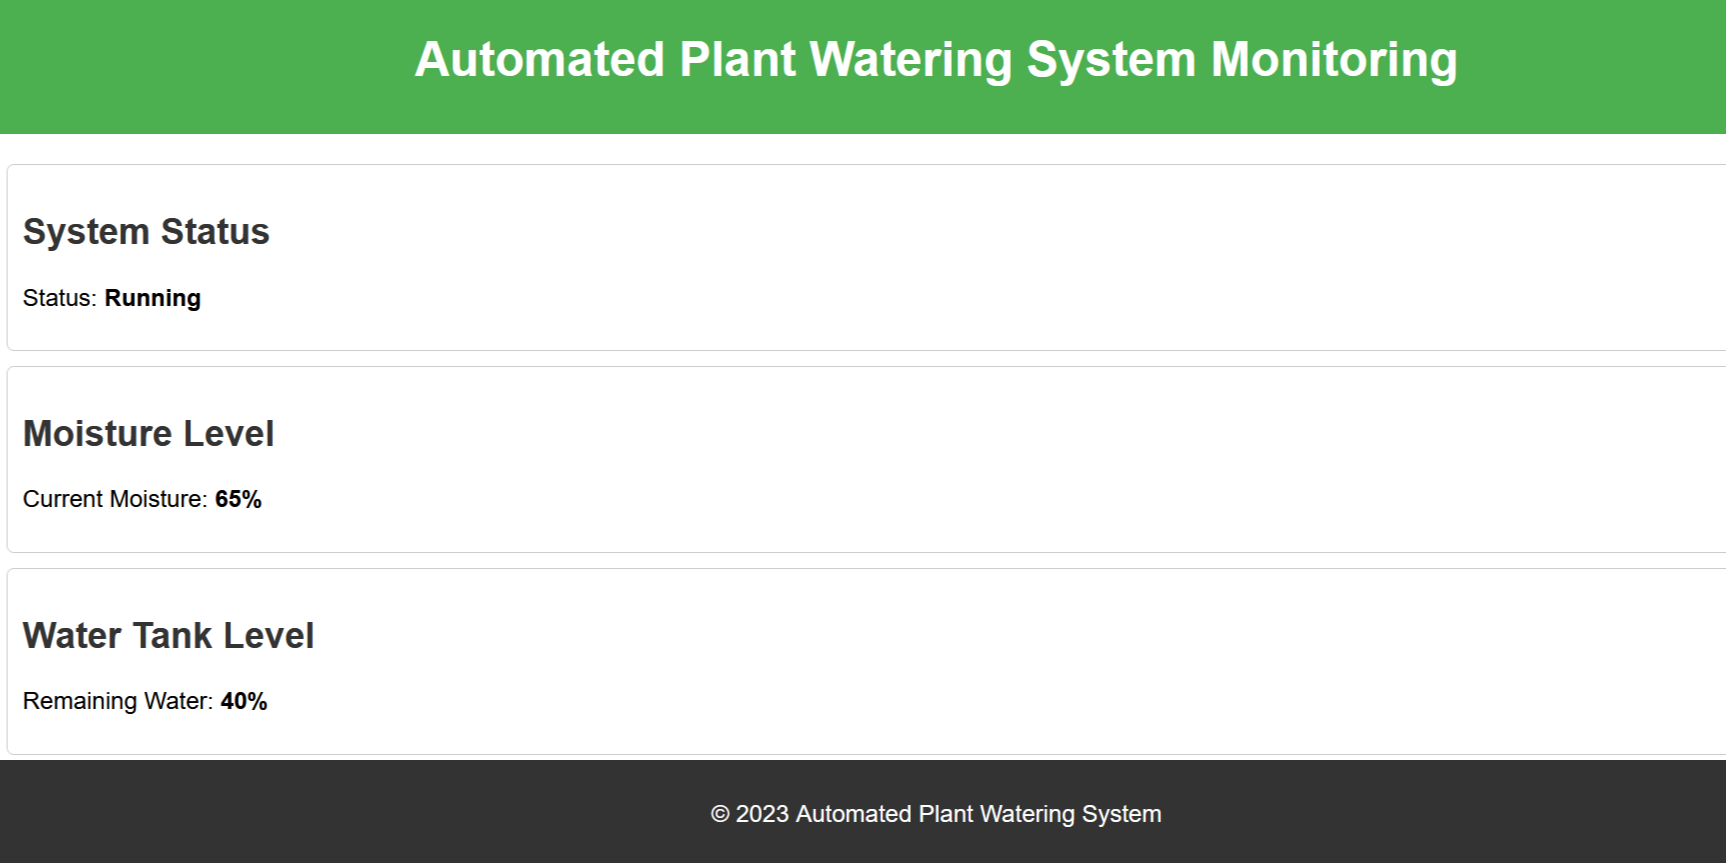 Automated Plant Watering System Monitoring
System Status
Status: Running
Moisture Level
Current Moisture: 65%
Water Tank Level
Remaining Water: 40%
© 2023 Automated Plant Watering System